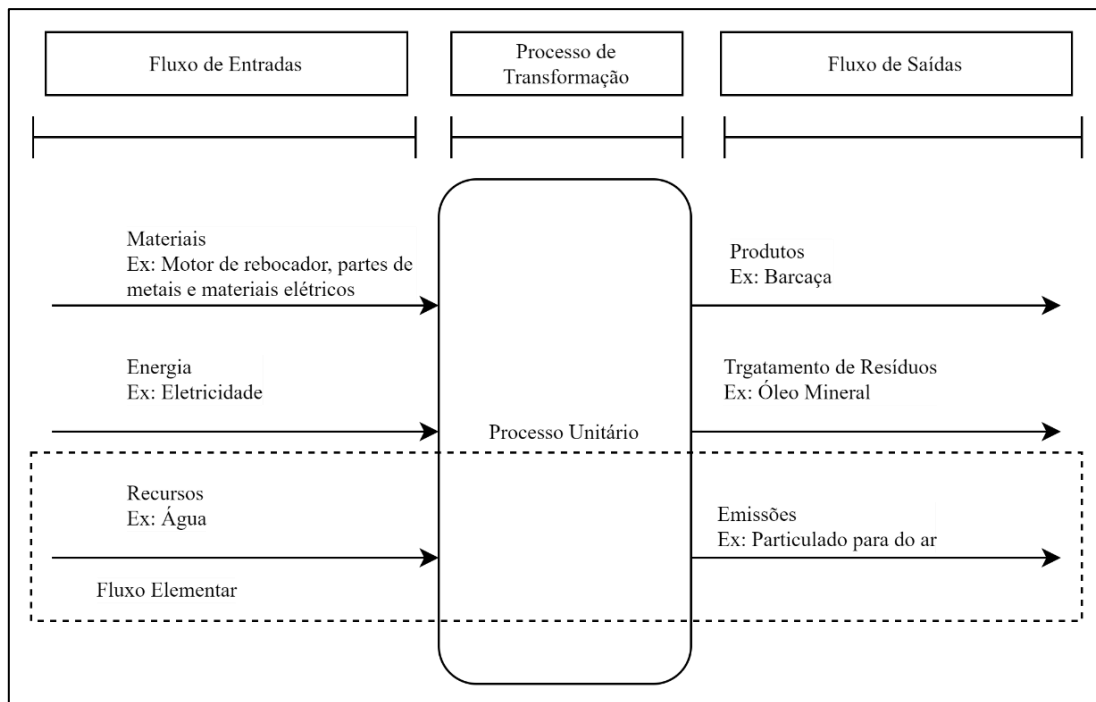 Fluxo de Entradas
Processo de
Transformação
Fluxo de Saídas
Materiais
Ex: Motor de rebocador, partes de
metais e materiais elétricos
Produtos
Ex: Barcaça
Energia
Ex: Eletricidade
Trgatamento de Resíduos
Ex: Óleo Mineral
Processo Unitário
Recursos
Ex: Água
Emissões
Ex: Particulado para do ar
Fluxo Elementar